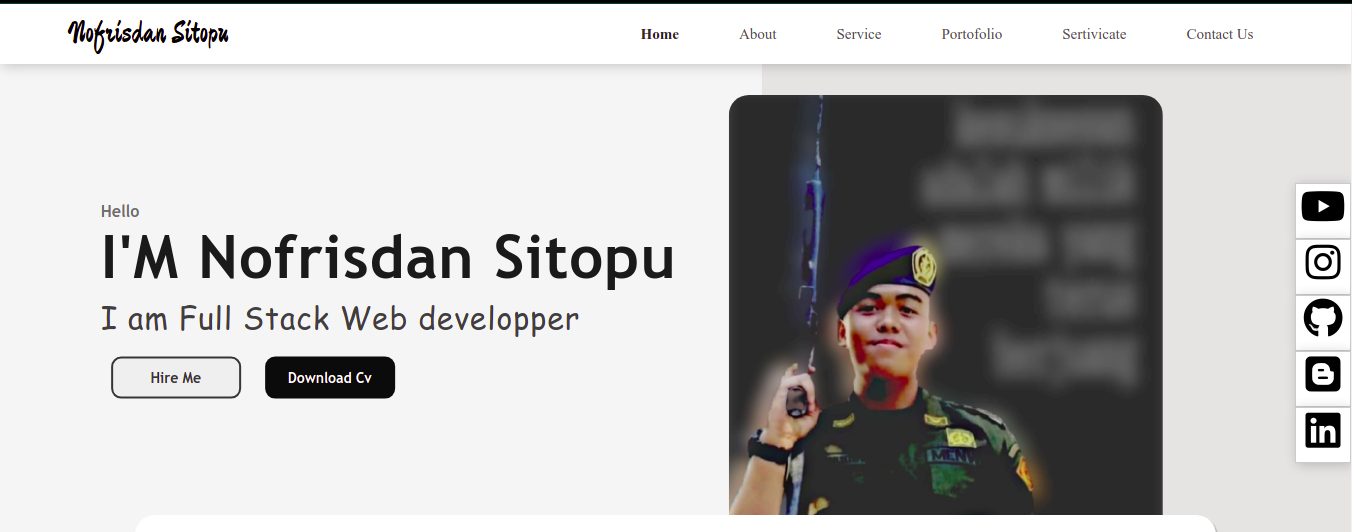 Nofrisdan Sitopu
Home About Service Portofolio Sertivicate Contact Us
Hello
I'M Nofrisdan Sitopu
I am Full Stack Web developper
Hire Me Download Cv
in